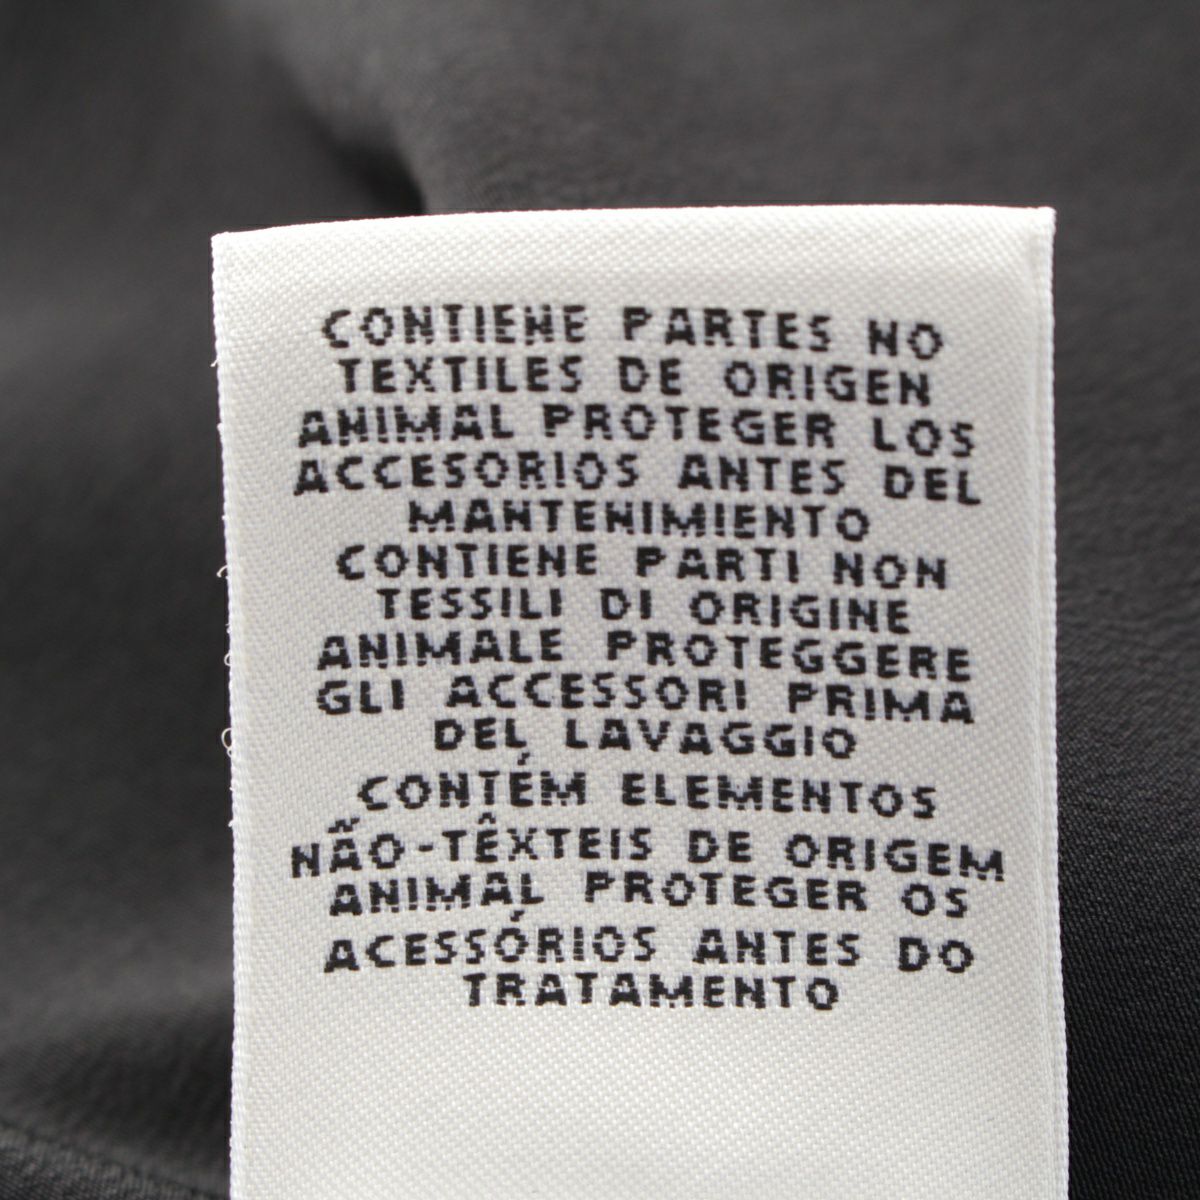 CONTIENE PARTES NO
TEXTILES DE ORIGEN
ANIMAL PROTEGER LOS
ACCESORIOS ANTES DEL
MANTENIMIENTO
CONTIENE PARTI NON
TESSILI DI ORIGINE
ANIMALE PROTEGGERE
GLI ACCESSORI PRIMA
DEL LAVAGGIO
CONTÉM ELEMENTOS
NÃO-TÊXTEIS DE ORIGEM
ANIMAL PROTEGER OS
ACESSÓRIOS ANTES DO
TRATAMENTO